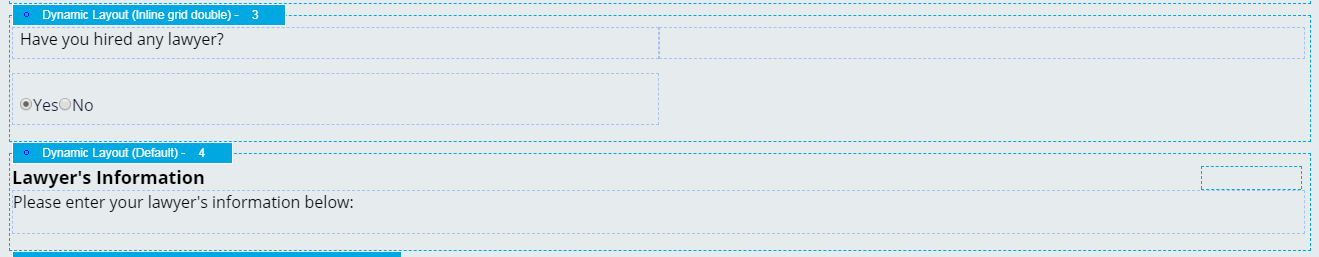 Dynamic Layout (Inline grid double) - 3
Have you hired any lawyer?
Yes No
Dynamic Layout (Default) - 4
Lawyer's Information
Please enter your lawyer's information below: